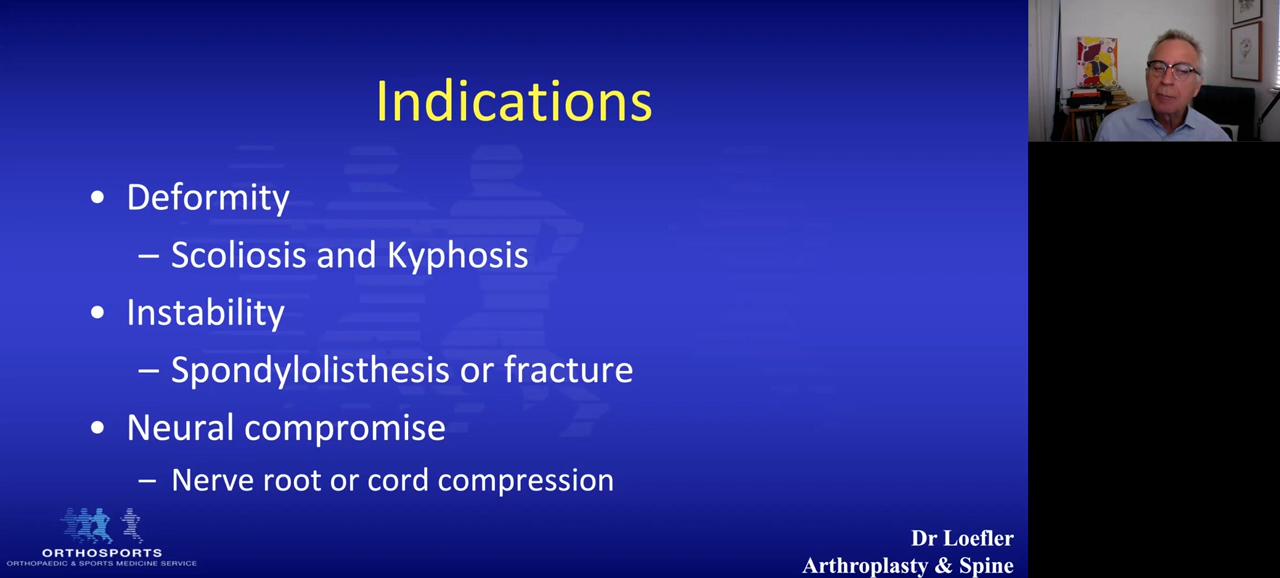 Indications
• Deformity
– Scoliosis and Kyphosis
• Instability
– Spondylolisthesis or fracture
• Neural compromise
– Nerve root or cord compression
ORTHOSPORTS
ORTHOPAEDIC & SPORTS MEDICINE SERVICE
Dr Loefler
Arthroplasty & Spine